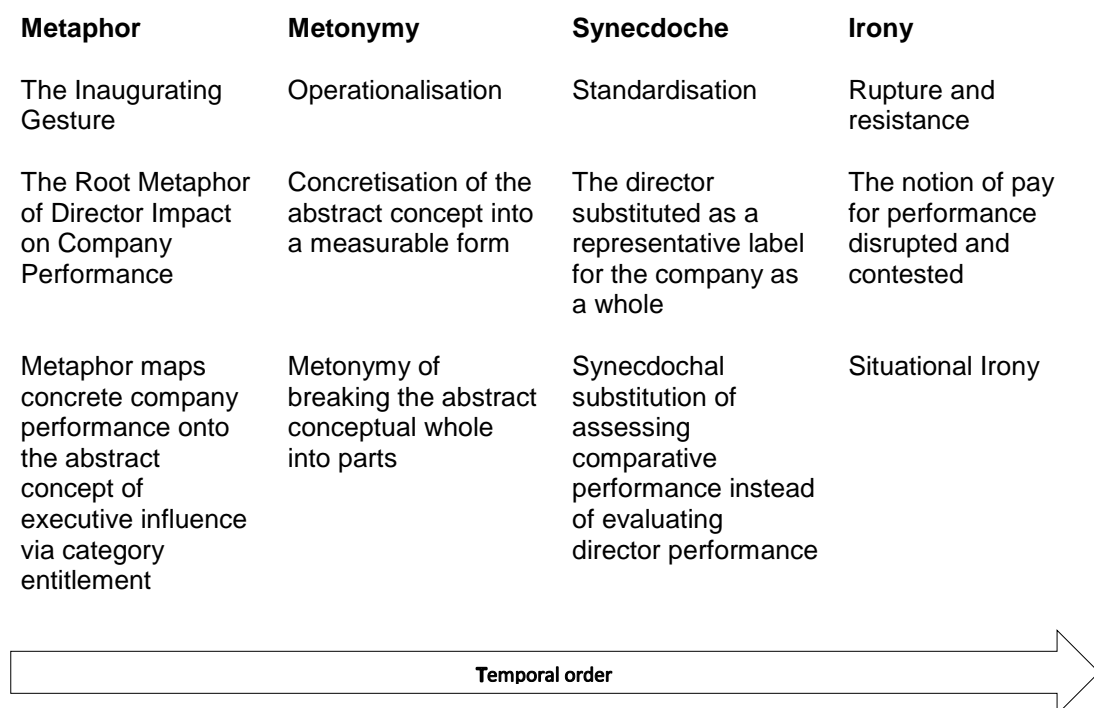 Metaphor
Metonymy
Synecdoche
Irony
The Inaugurating
Gesture
Operationalisation
Standardisation
Rupture and
resistance
The Root Metaphor
of Director Impact
on Company
Performance
Concretisation of the
abstract concept into
a measurable form
The director
substituted as a
representative label
for the company as
a whole
The notion of pay
for performance
disrupted and
contested
Metaphor maps
concrete company
performance onto
the abstract
concept of
executive influence
via category
entitlement
Metonymy of
breaking the abstract
conceptual whole
into parts
Synecdochal
substitution of
assessing
comparative
performance instead
of evaluating
director performance
Situational Irony
Temporal order